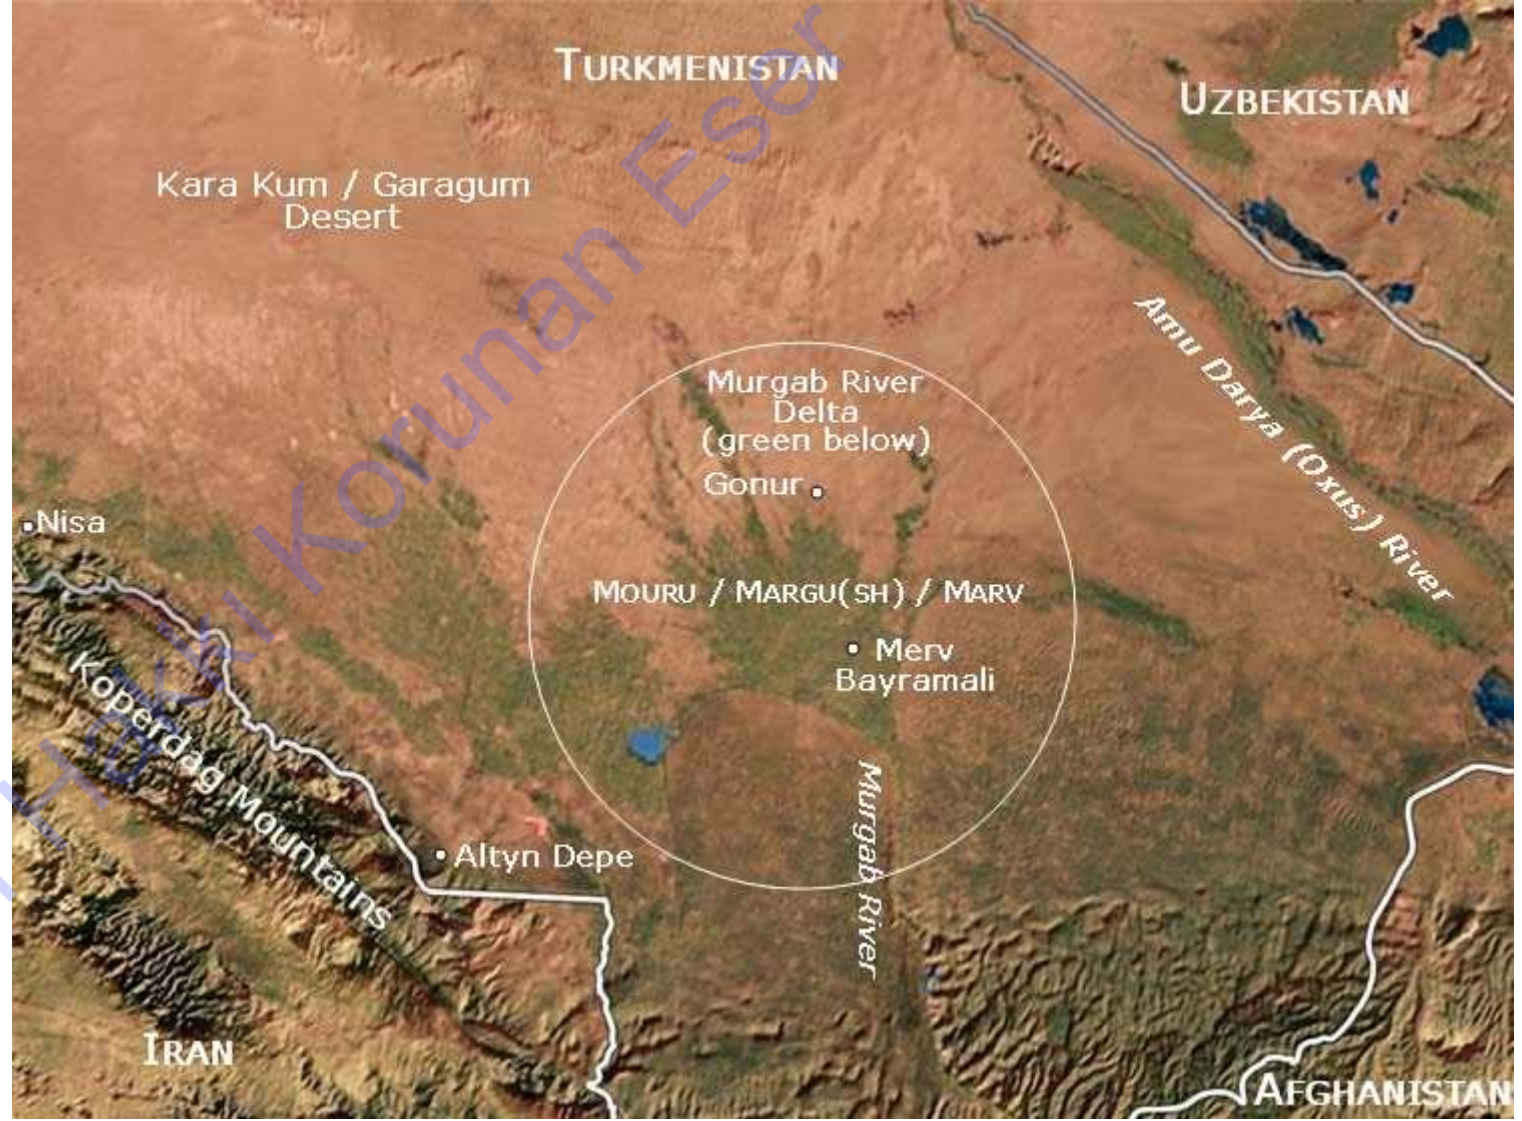 TURKMENISTAN
UZBEKISTAN
Kara Kum / Garagum
Desert
Amu Darya (Oxus) River
Murgab River
Delta
(green below)
Gonur
Nisa
MOURU / MARGU(SH) / MARV
Merv
Bayramali
Koperdag Mountains
Murgab River
Altyn Depe
IRAN
AFGHANISTAN
Hakkı Korunan Eser